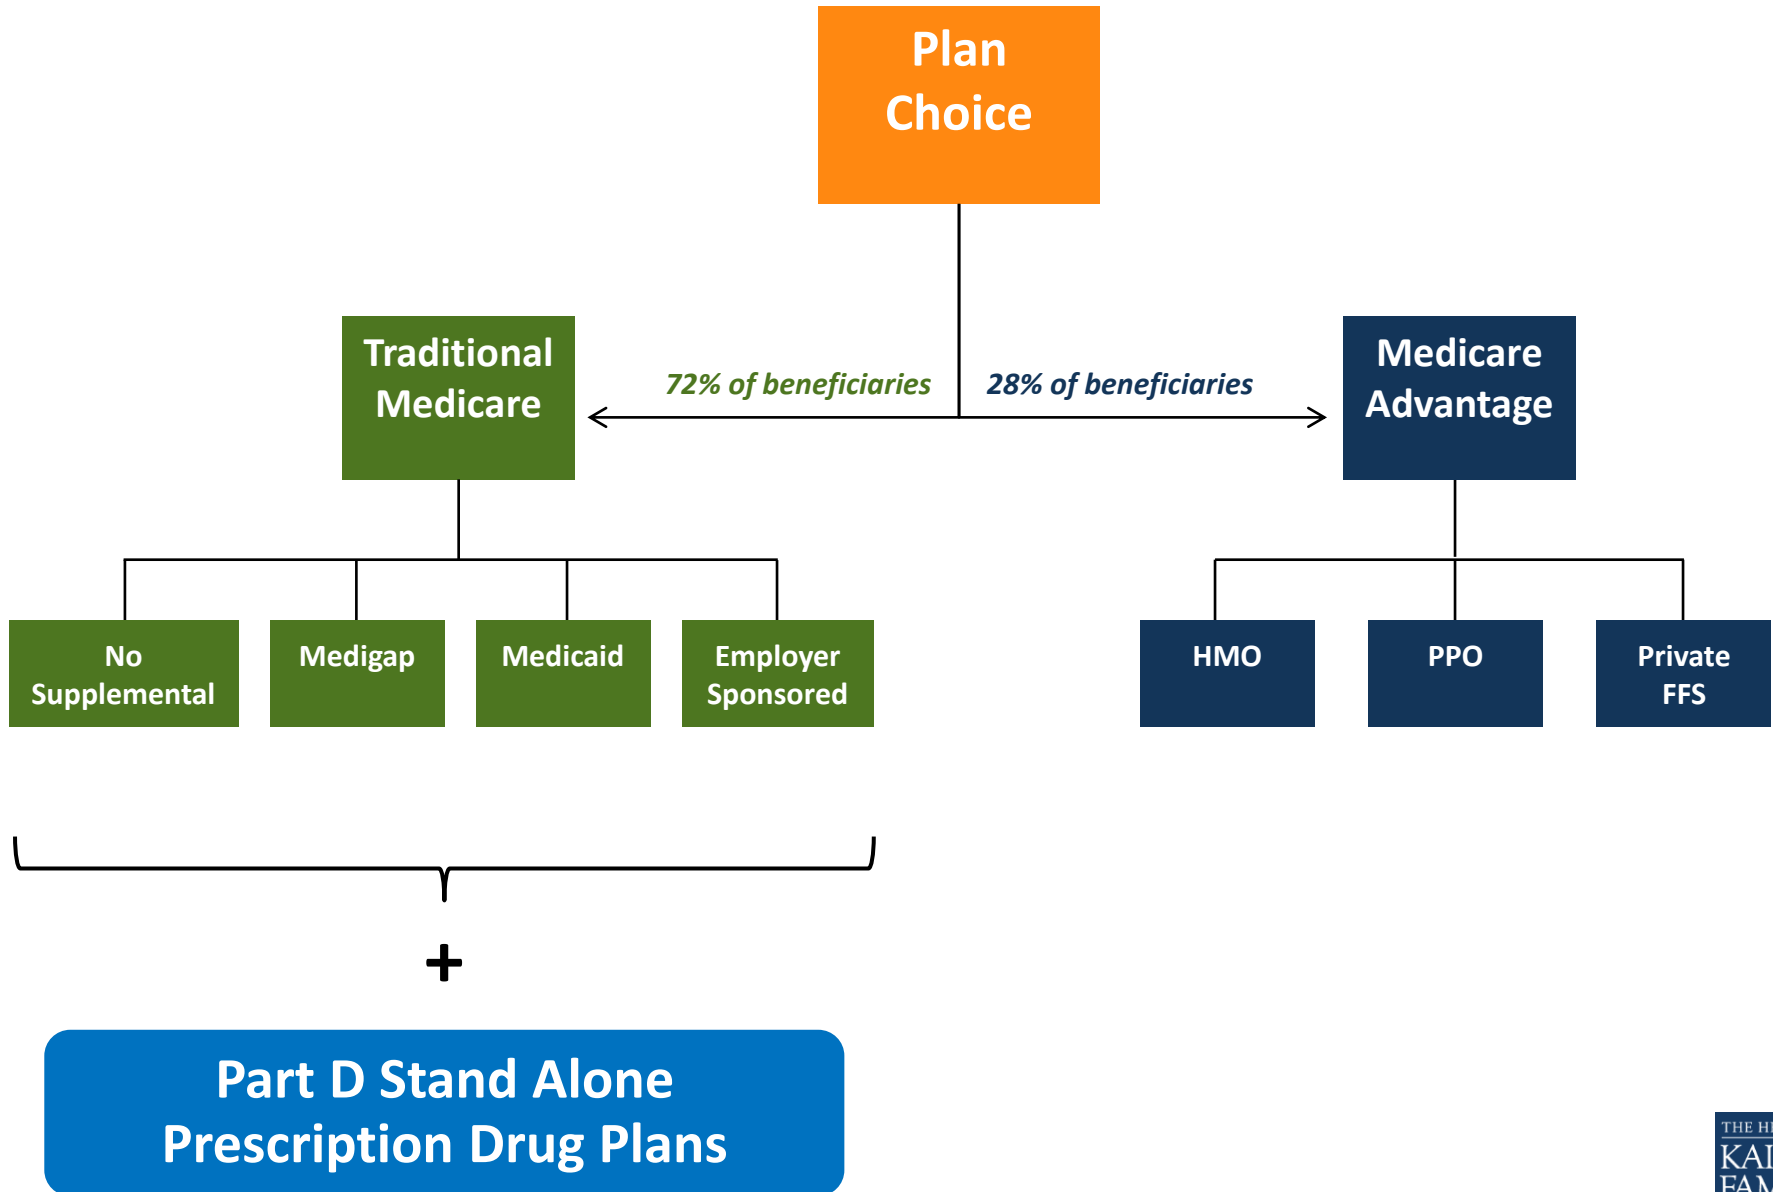 Plan
Choice
Traditional
Medicare
72% of beneficiaries
28% of beneficiaries
Medicare
Advantage
No
Supplemental
Medigap
Medicaid
Employer
Sponsored
HMO
PPO
Private
FFS
+
Part D Stand Alone
Prescription Drug Plans
THE